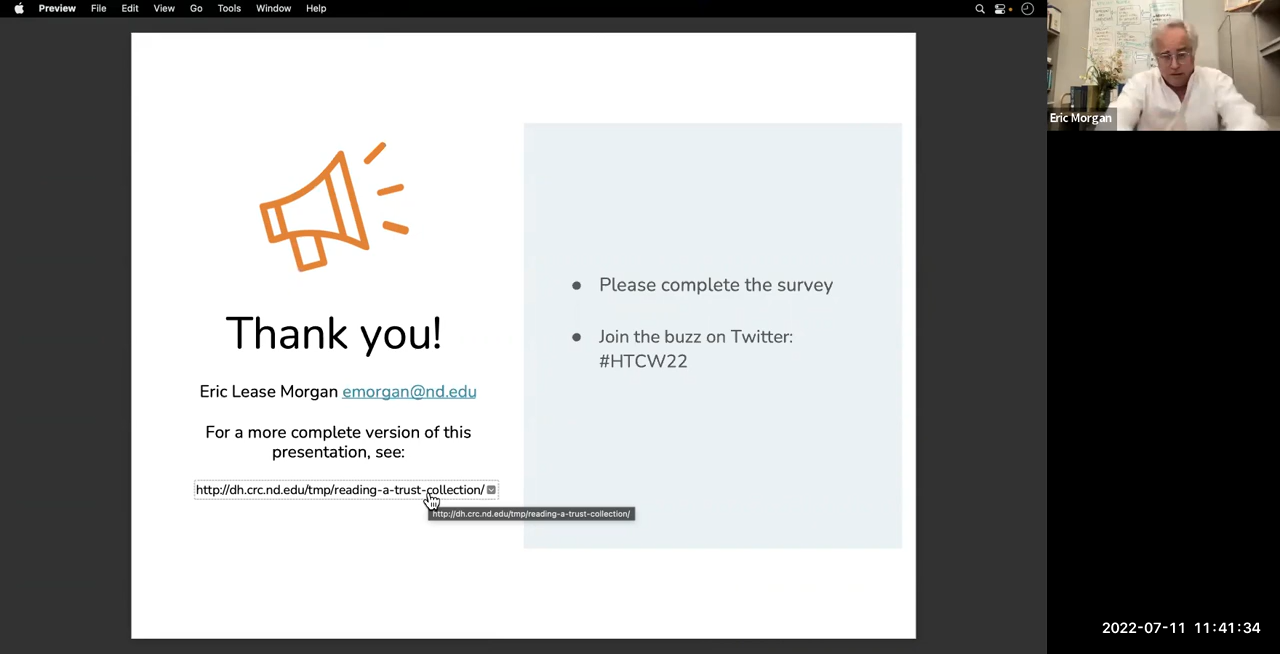 Preview File Edit View Go Tools Window Help
Eric Morgan
Thank you!
Eric Lease Morgan emorgan@nd.edu
For a more complete version of this
presentation, see:
http://dh.crc.nd.edu/tmp/reading-a-trust-collection/
http://dh.crc.nd.edu/tmp/reading-a-trust-collection/
● Please complete the survey
● Join the buzz on Twitter:
#HTCW22
2022-07-11 11:41:34